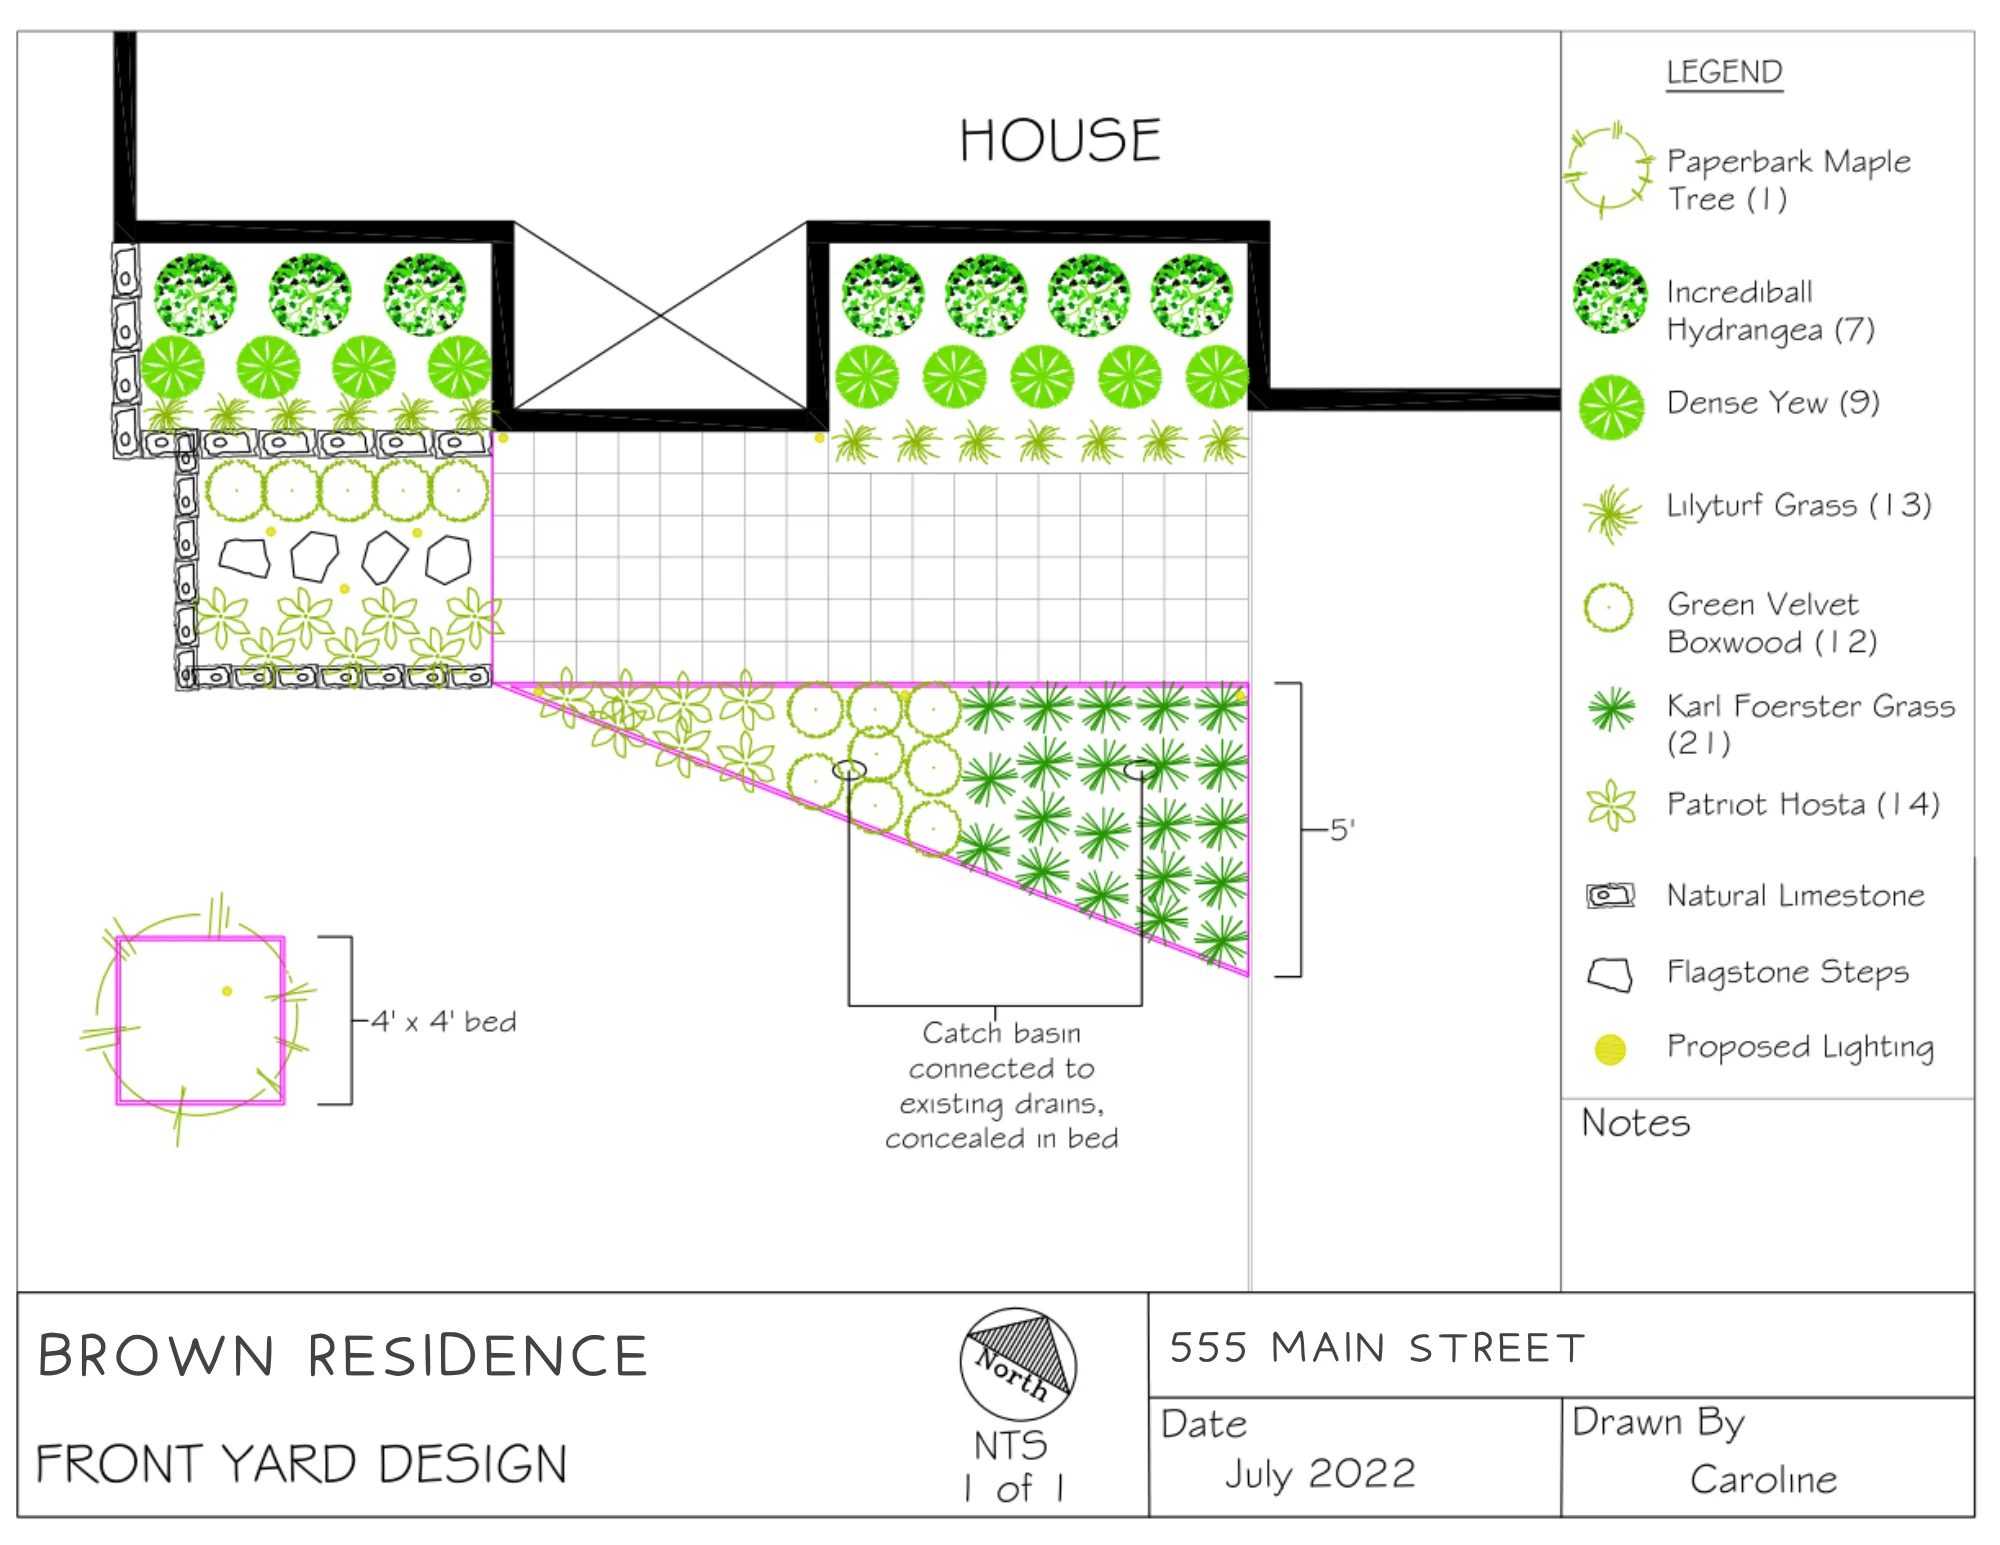 HOUSE
LEGEND
Paperbark Maple
Tree (1)
Incrediball
Hydrangea (7)
Dense Yew (9)
Lilyturf Grass (13)
Green Velvet
Boxwood (12)
Karl Foerster Grass
(21)
Patriot Hosta (14)
Natural Limestone
Flagstone Steps
Proposed Lighting
Notes
5'
4' x 4' bed
Catch basin
connected to
existing drains,
concealed in bed
BROWN RESIDENCE
FRONT YARD DESIGN
North
NTS
1 of 1
555 MAIN STREET
Date
July 2022
Drawn By
Caroline